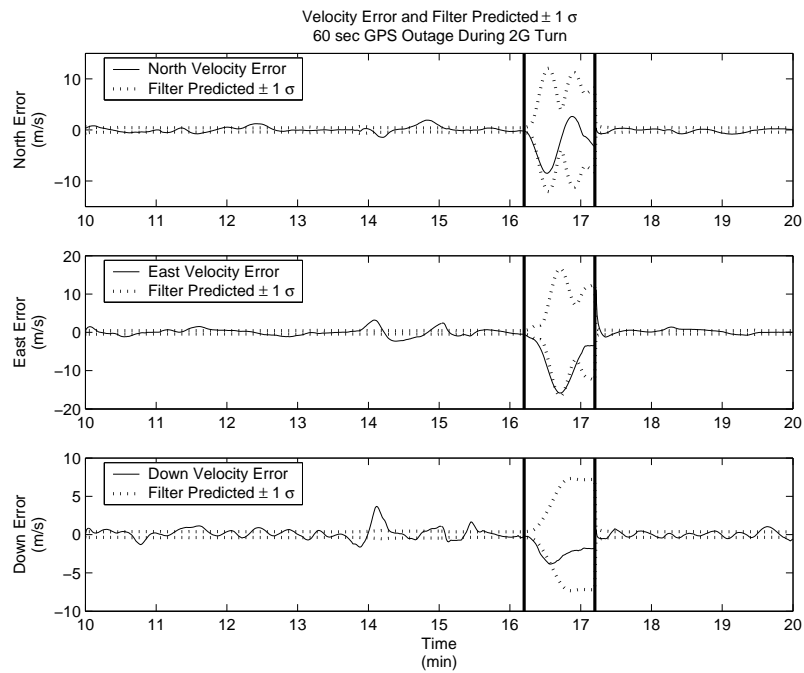 Velocity Error and Filter Predicted ± 1 σ
60 sec GPS Outage During 2G Turn
North Velocity Error
Filter Predicted ± 1 σ
North Error
(m/s)
10
0
−10
10 11 12 13 14 15 16 17 18 19 20
East Velocity Error
Filter Predicted ± 1 σ
East Error
(m/s)
20
10
0
−10
−20
10 11 12 13 14 15 16 17 18 19 20
Down Velocity Error
Filter Predicted ± 1 σ
Down Error
(m/s)
10
5
0
−5
−10
10 11 12 13 14 15 16 17 18 19 20
Time
(min)